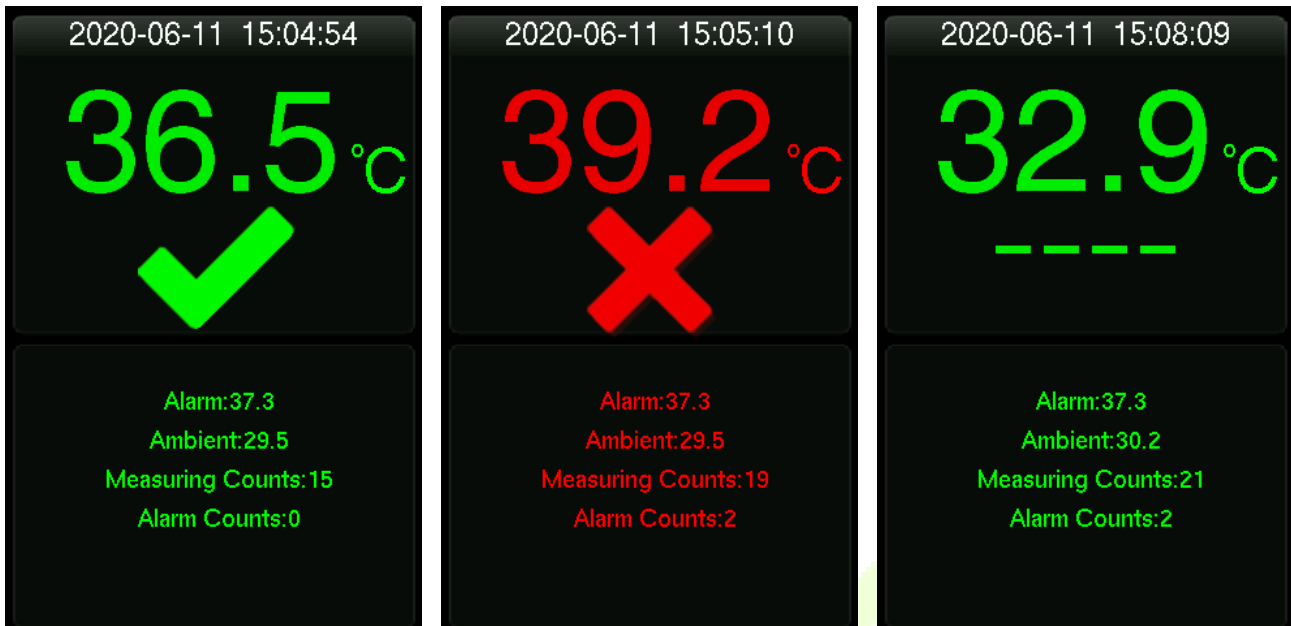 2020-06-11 15:04:54
36.5 °C
Alarm:37.3
Ambient:29.5
Measuring Counts:15
Alarm Counts:0
2020-06-11 15:05:10
39.2 °C
Alarm:37.3
Ambient:29.5
Measuring Counts:19
Alarm Counts:2
2020-06-11 15:08:09
32.9 °C
----
Alarm:37.3
Ambient:30.2
Measuring Counts:21
Alarm Counts:2